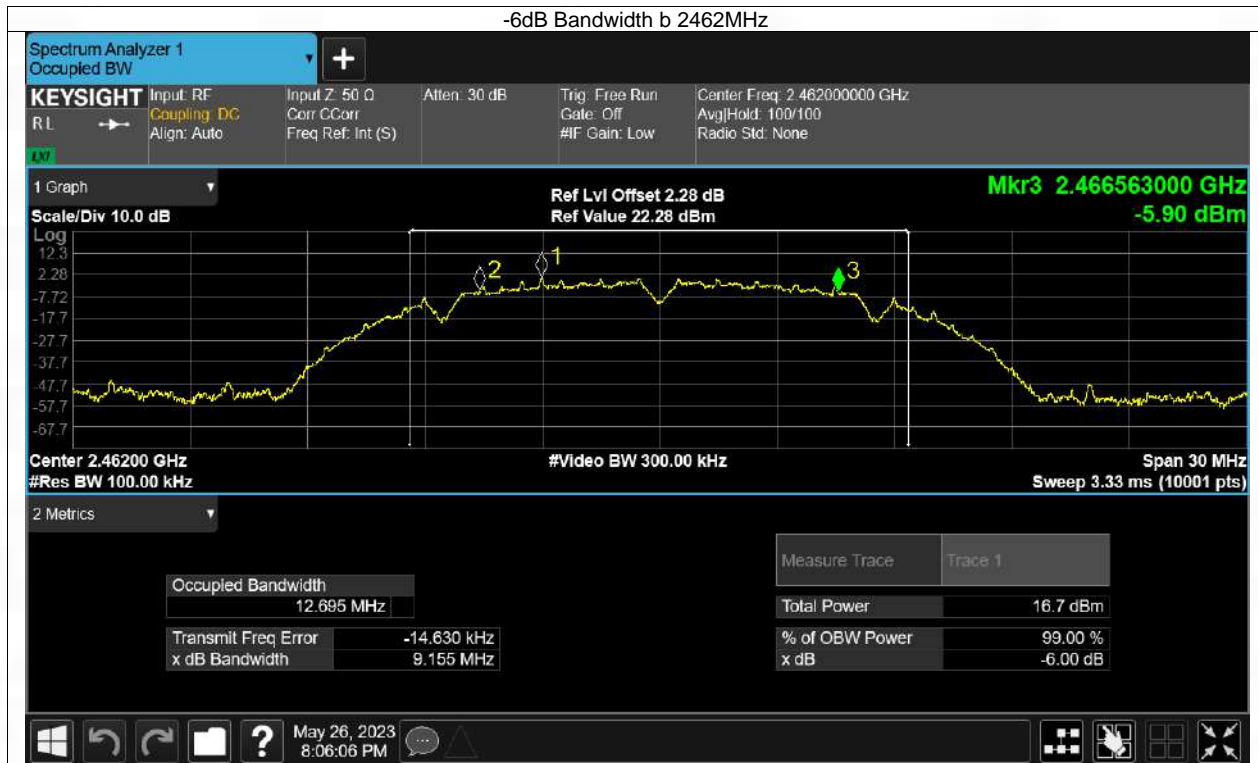 -6dB Bandwidth b 2462MHz
Spectrum Analyzer 1
Occupied BW
+
KEYSIGHT
RL
LXI
Input: RF
Coupling: DC
Align: Auto
Input Z: 50 Ω
Corr CCorr
Freq Ref: Int (S)
Atten: 30 dB
Trig: Free Run
Gate: Off
#IF Gain: Low
Center Freq: 2.462000000 GHz
Avg|Hold: 100/100
Radio Std: None
1 Graph
Scale/Div 10.0 dB
Ref Lvl Offset 2.28 dB
Ref Value 22.28 dBm
Mkr3 2.466563000 GHz
-5.90 dBm
Log
12.3
2.28
-7.72
-17.7
-27.7
-37.7
-47.7
-57.7
-67.7
2
1
3
Center 2.46200 GHz
#Video BW 300.00 kHz
Span 30 MHz
#Res BW 100.00 kHz
Sweep 3.33 ms (10001 pts)
2 Metrics
Measure Trace Trace 1
Occupied Bandwidth
12.695 MHz
Total Power 16.7 dBm
Transmit Freq Error -14.630 kHz
% of OBW Power 99.00 %
x dB Bandwidth 9.155 MHz
x dB -6.00 dB
?
May 26, 2023
8:06:06 PM